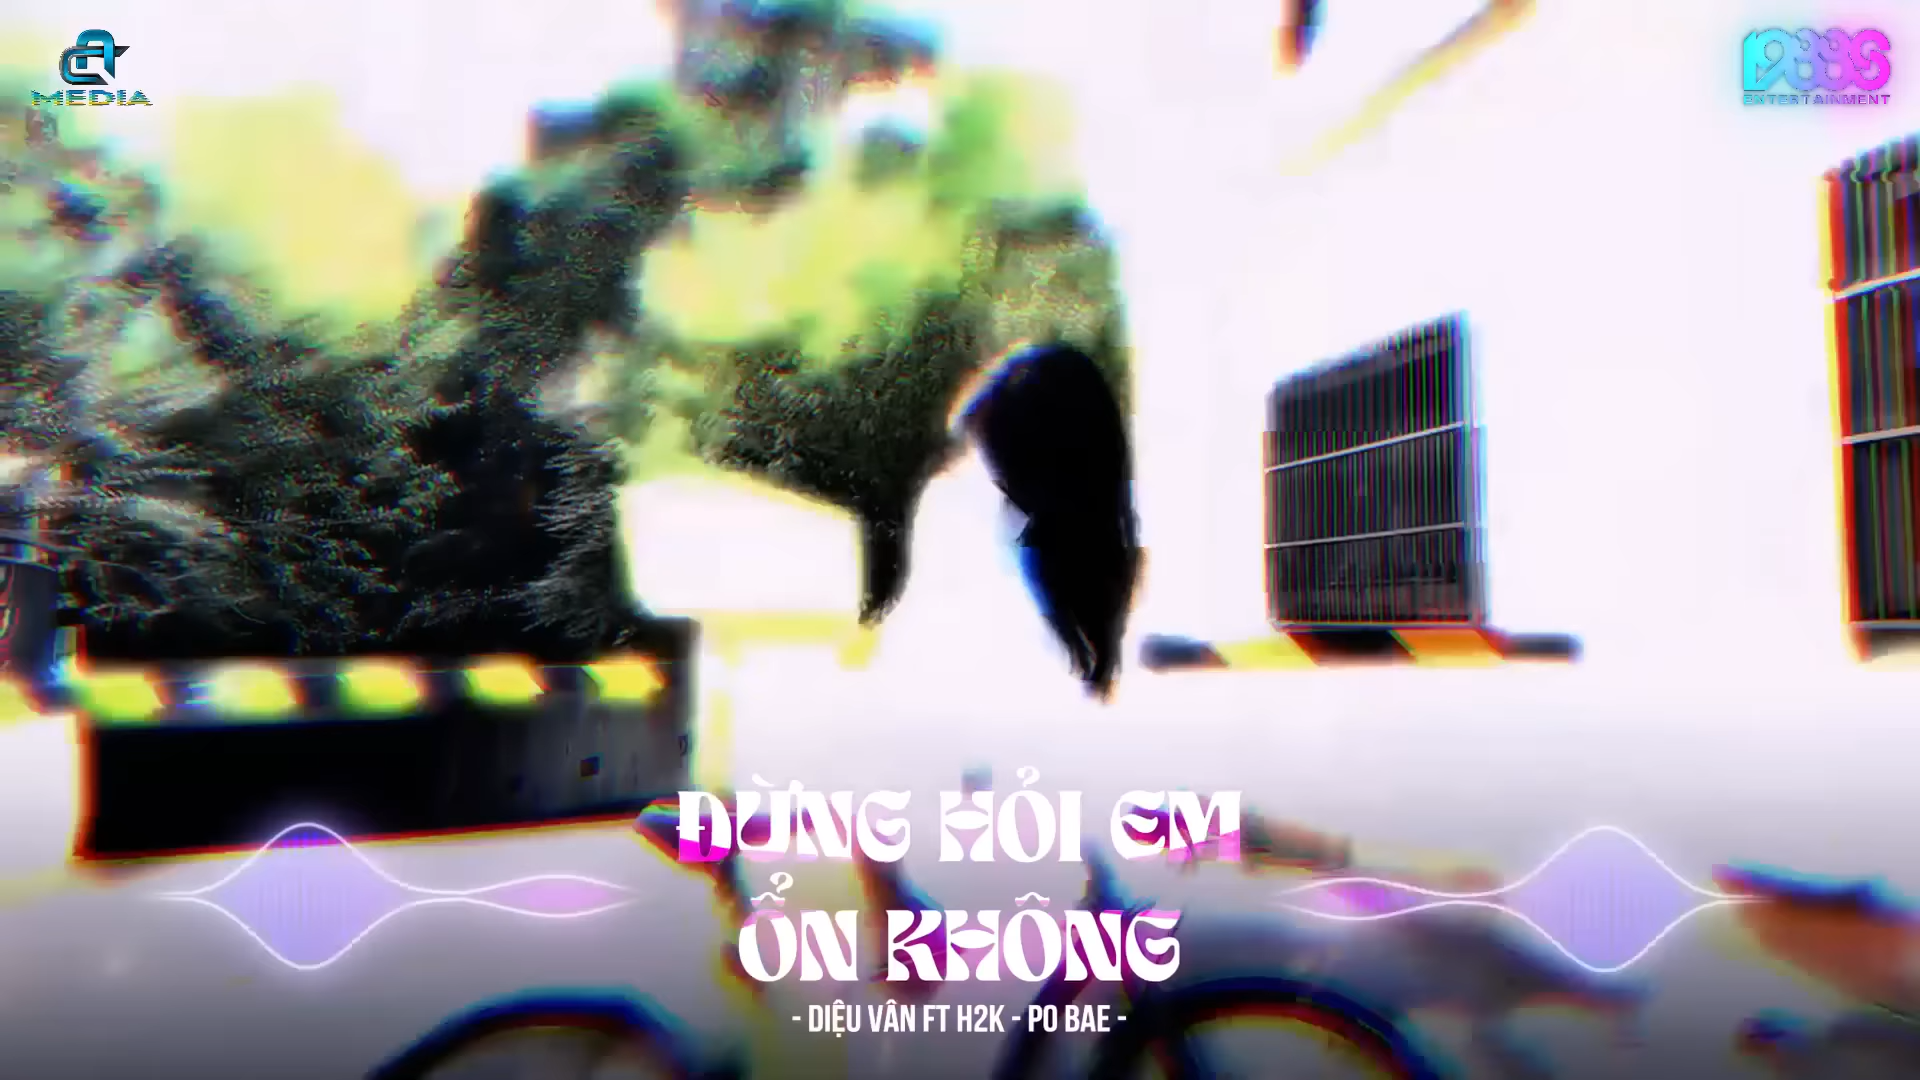 MEDIA
1988S
ENTERTAINMENT
ĐỪNG HỎI EM
ỔN KHÔNG
- DIỆU VÂN FT H2K - PO BAE -